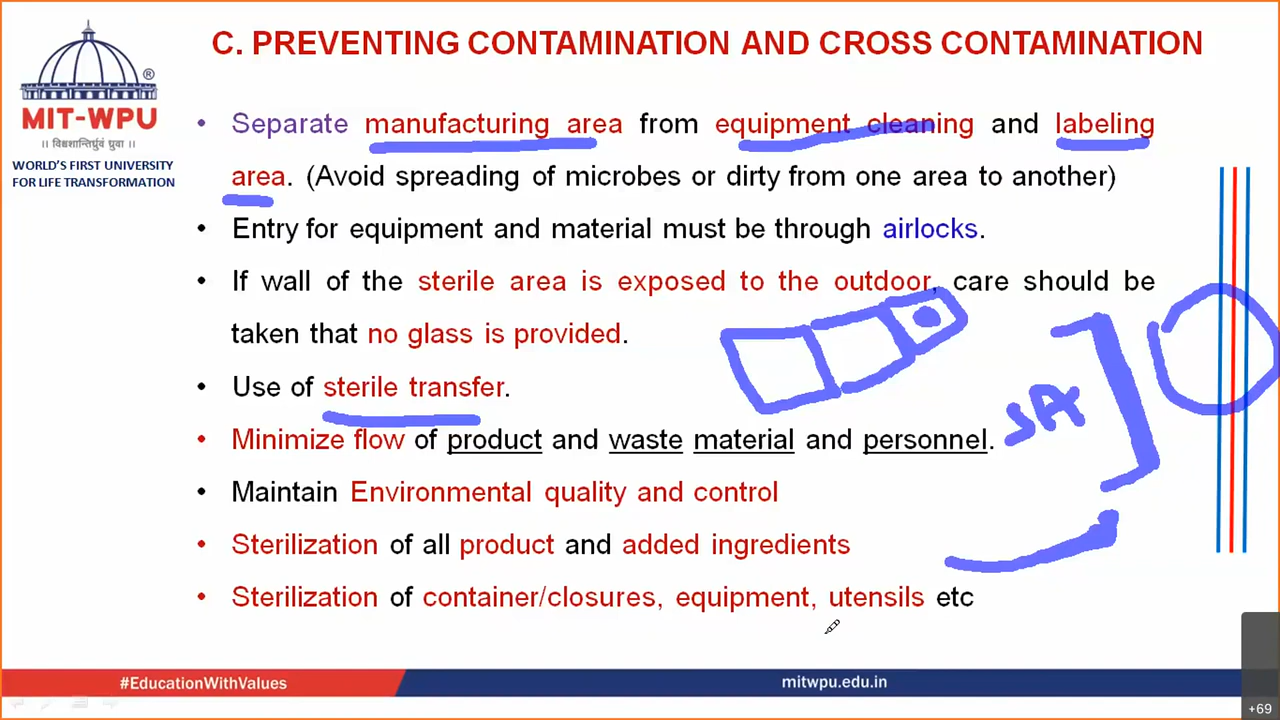 C. PREVENTING CONTAMINATION AND CROSS CONTAMINATION
®
MIT-WPU
॥ विश्वशान्तिर्ध्रुवं ध्रुवा ॥
WORLD'S FIRST UNIVERSITY
FOR LIFE TRANSFORMATION
• Separate manufacturing area from equipment cleaning and labeling
area. (Avoid spreading of microbes or dirty from one area to another)
• Entry for equipment and material must be through airlocks.
• If wall of the sterile area is exposed to the outdoor, care should be
taken that no glass is provided.
• Use of sterile transfer.
SA
• Minimize flow of product and waste material and personnel.
• Maintain Environmental quality and control
• Sterilization of all product and added ingredients
• Sterilization of container/closures, equipment, utensils etc
#EducationWithValues
mitwpu.edu.in
+69